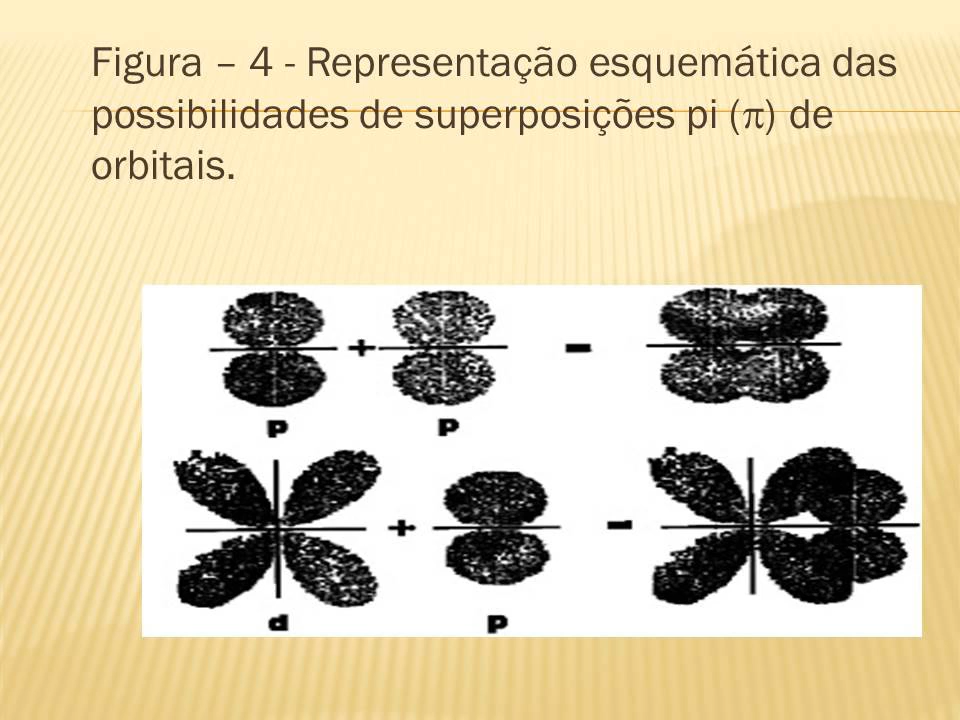 Figura – 4 - Representação esquemática das
possibilidades de superposições pi (π) de
orbitais.
+ -
P P
+ -
d P